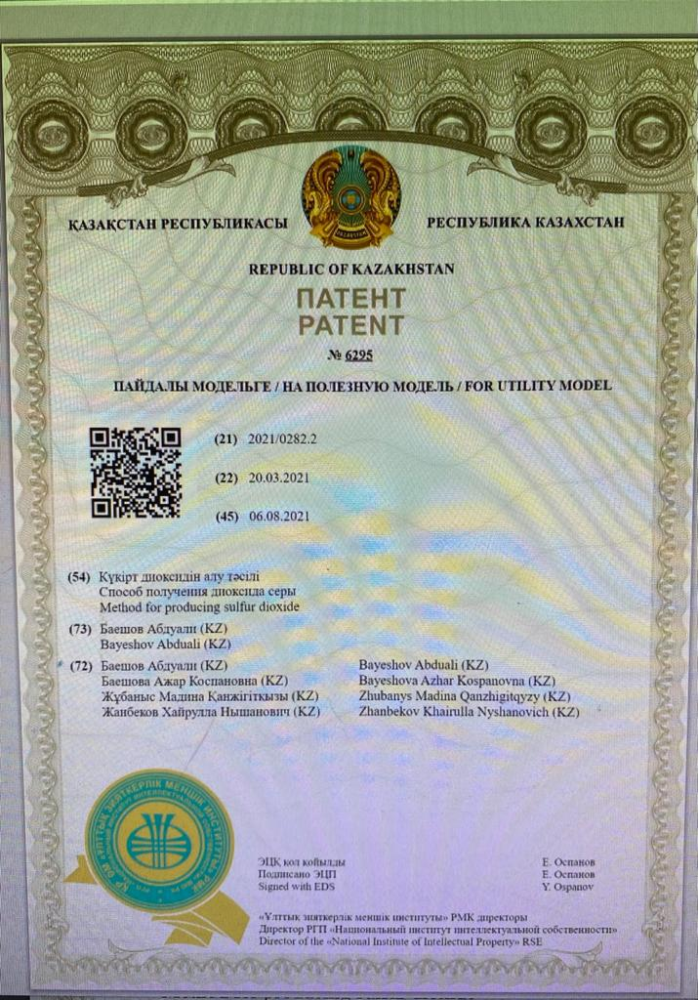 ҚАЗАҚСТАН РЕСПУБЛИКАСЫ
РЕСПУБЛИКА КАЗАХСТАН
REPUBLIC OF KAZAKHSTAN
ПАТЕНТ
PATENT
№ 6295
ПАЙДАЛЫ МОДЕЛЬГЕ / НА ПОЛЕЗНУЮ МОДЕЛЬ / FOR UTILITY MODEL
(21) 2021/0282.2
(22) 20.03.2021
(45) 06.08.2021
(54) Күкірт диоксидін алу тәсілі
Способ получения диоксида серы
Method for producing sulfur dioxide
(73) Баешов Абдуали (KZ)
Bayeshov Abduali (KZ)
(72) Баешов Абдуали (KZ) Bayeshov Abduali (KZ)
Баешова Ажар Коспановна (KZ) Bayeshova Azhar Kospanovna (KZ)
Жұбаныс Мадина Қанжігітқызы (KZ) Zhubanys Madina Qanzhigitqyzy (KZ)
Жанбеков Хайрулла Нышанович (KZ) Zhanbekov Khairulla Nyshanovich (KZ)
ЭЦҚ қол қойылды Е. Оспанов
Подписано ЭЦП Е. Оспанов
Signed with EDS Y. Ospanov
«Ұлттық зияткерлік меншік институты» РМК директоры
Директор РГП «Национальный институт интеллектуальной собственности»
Director of the «National Institute of Intellectual Property» RSE